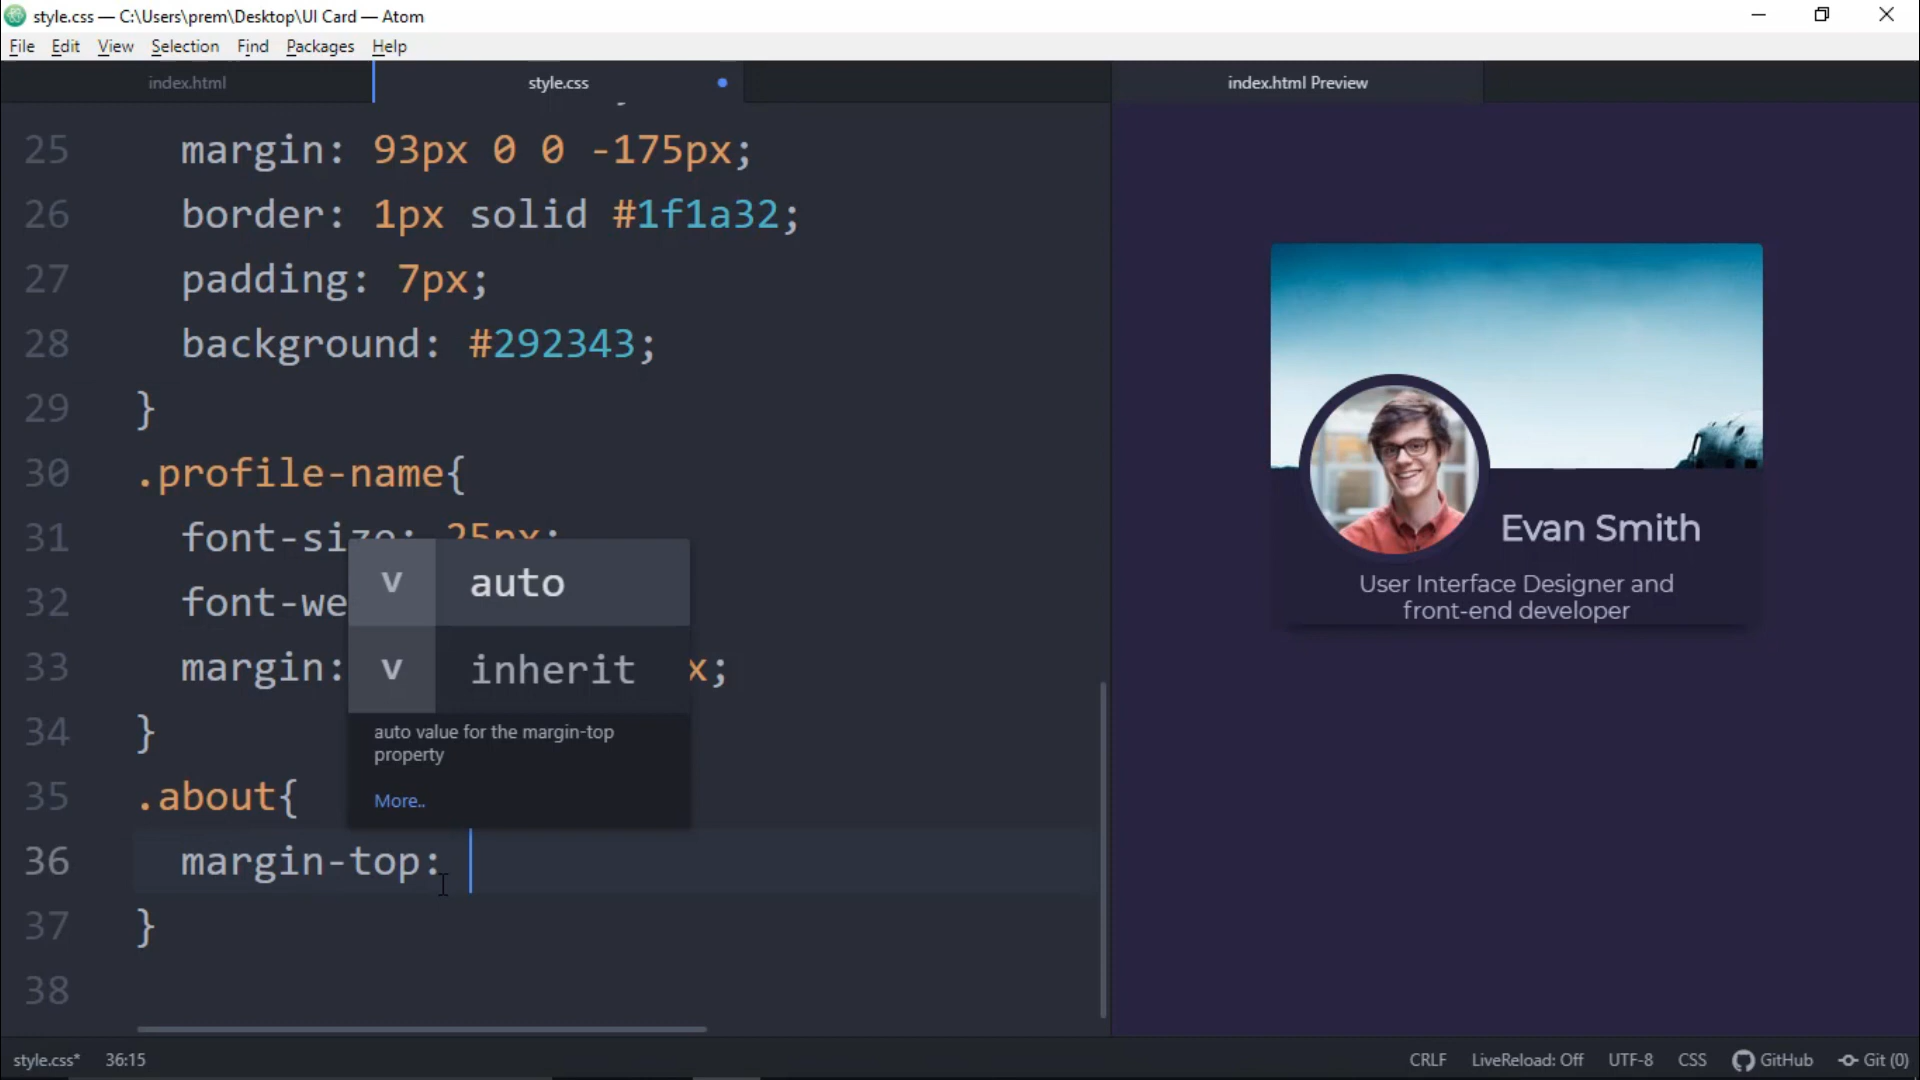 style.css — C:\Users\prem\Desktop\UI Card — Atom
File Edit View Selection Find Packages Help
index.html
style.css
index.html Preview
25 margin: 93px 0 0 -175px;
26 border: 1px solid #1f1a32;
27 padding: 7px;
28 background: #292343;
29 }
30 .profile-name{
31 font-size: 25px;
32 font-we
33 margin: x;
34 }
35 .about{
36 margin-top:
37 }
38
v auto
v inherit
auto value for the margin-top
property
More..
Evan Smith
User Interface Designer and
front-end developer
style.css* 36:15
CRLF LiveReload: Off UTF-8 CSS GitHub Git (0)